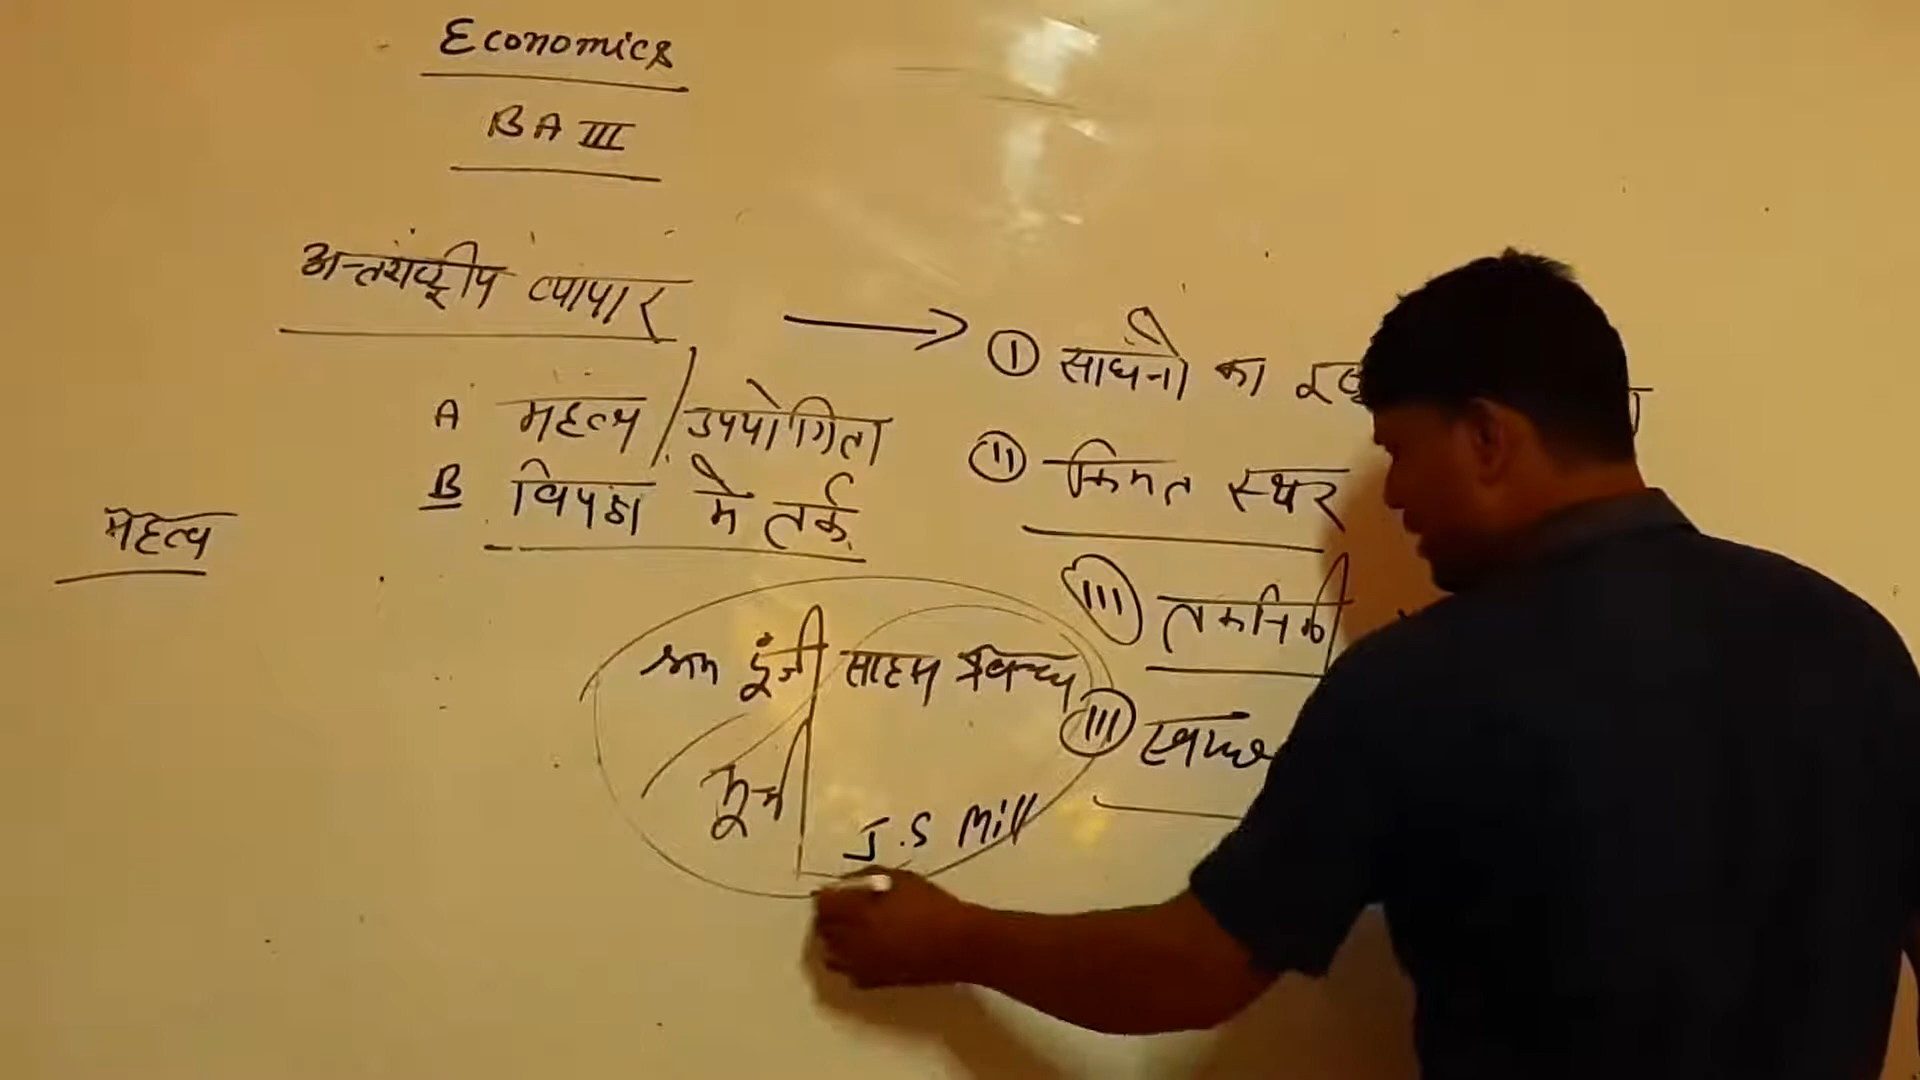 Economics
BA III
अन्तराष्ट्रीय व्यापार
A महत्व / उपयोगिता
B विपक्ष मे तर्क
महत्व
श्रम पूंजी साहस प्रबन्ध
J.S Mill
① साधनो का
② किमत स्थर
III तकनिकी
III